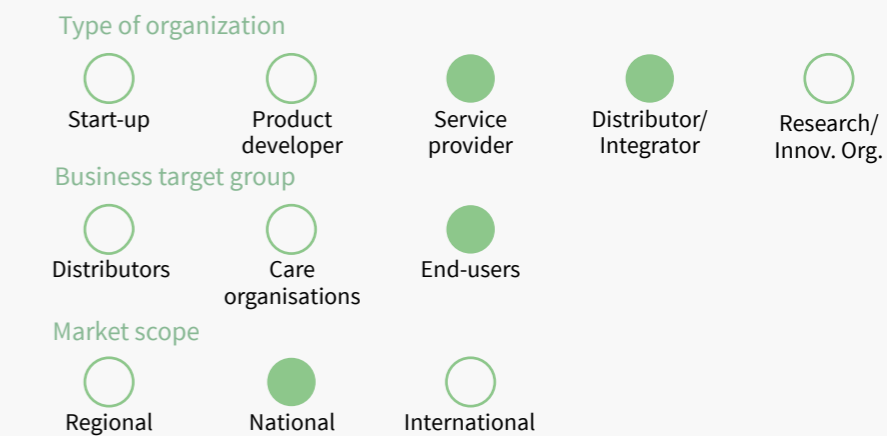 Type of organization
Start-up
Product
developer
Service
provider
Distributor/
Integrator
Research/
Innov. Org.
Business target group
Distributors
Care
organisations
End-users
Market scope
Regional
National
International